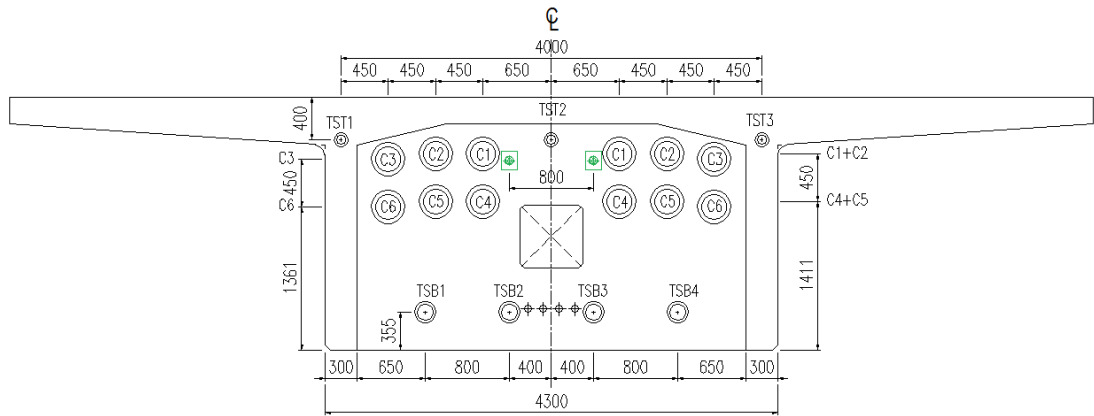 ℄
4000
450 450 450 650 650 450 450 450
400
TST1 TST2 TST3
C3 C2 C1 C1 C2 C3
C3 C1+C2
450 800 450
C6 C5 C4 C4 C5 C6
C6 C4+C5
1361 1411
TSB1 TSB2 TSB3 TSB4
355
300 650 800 400 400 800 650 300
4300